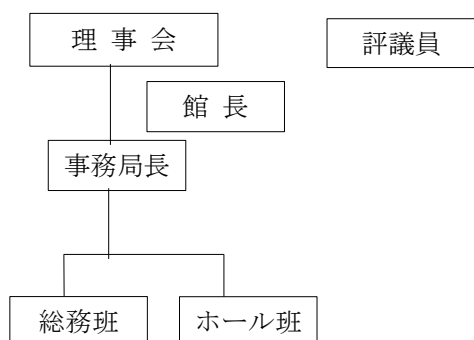 理 事 会
評議員
館 長
事務局長
総務班
ホール班